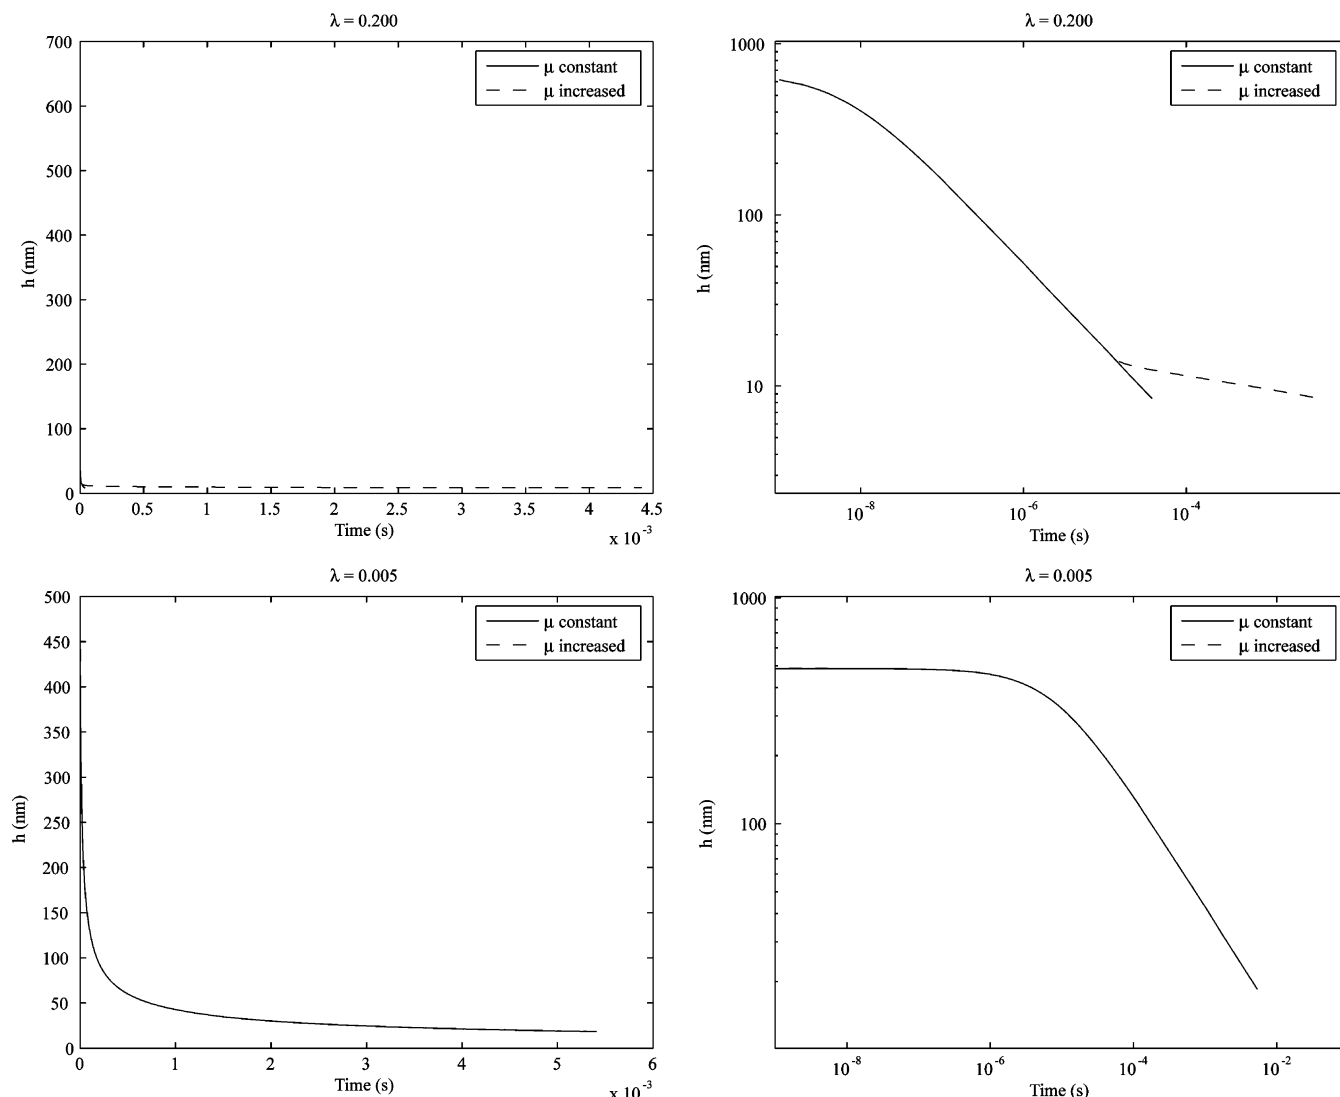 λ = 0.200
700
600
500
400
300
200
100
0
h (nm)
μ constant
μ increased
0 0.5 1 1.5 2 2.5 3 3.5 4 4.5
Time (s)
x 10-3
λ = 0.200
1000
100
10
h (nm)
μ constant
μ increased
10-8 10-6 10-4
Time (s)
λ = 0.005
500
450
400
350
300
250
200
150
100
50
0
h (nm)
μ constant
μ increased
0 1 2 3 4 5 6
Time (s)
x 10-3
λ = 0.005
1000
100
h (nm)
μ constant
μ increased
10-8 10-6 10-4 10-2
Time (s)